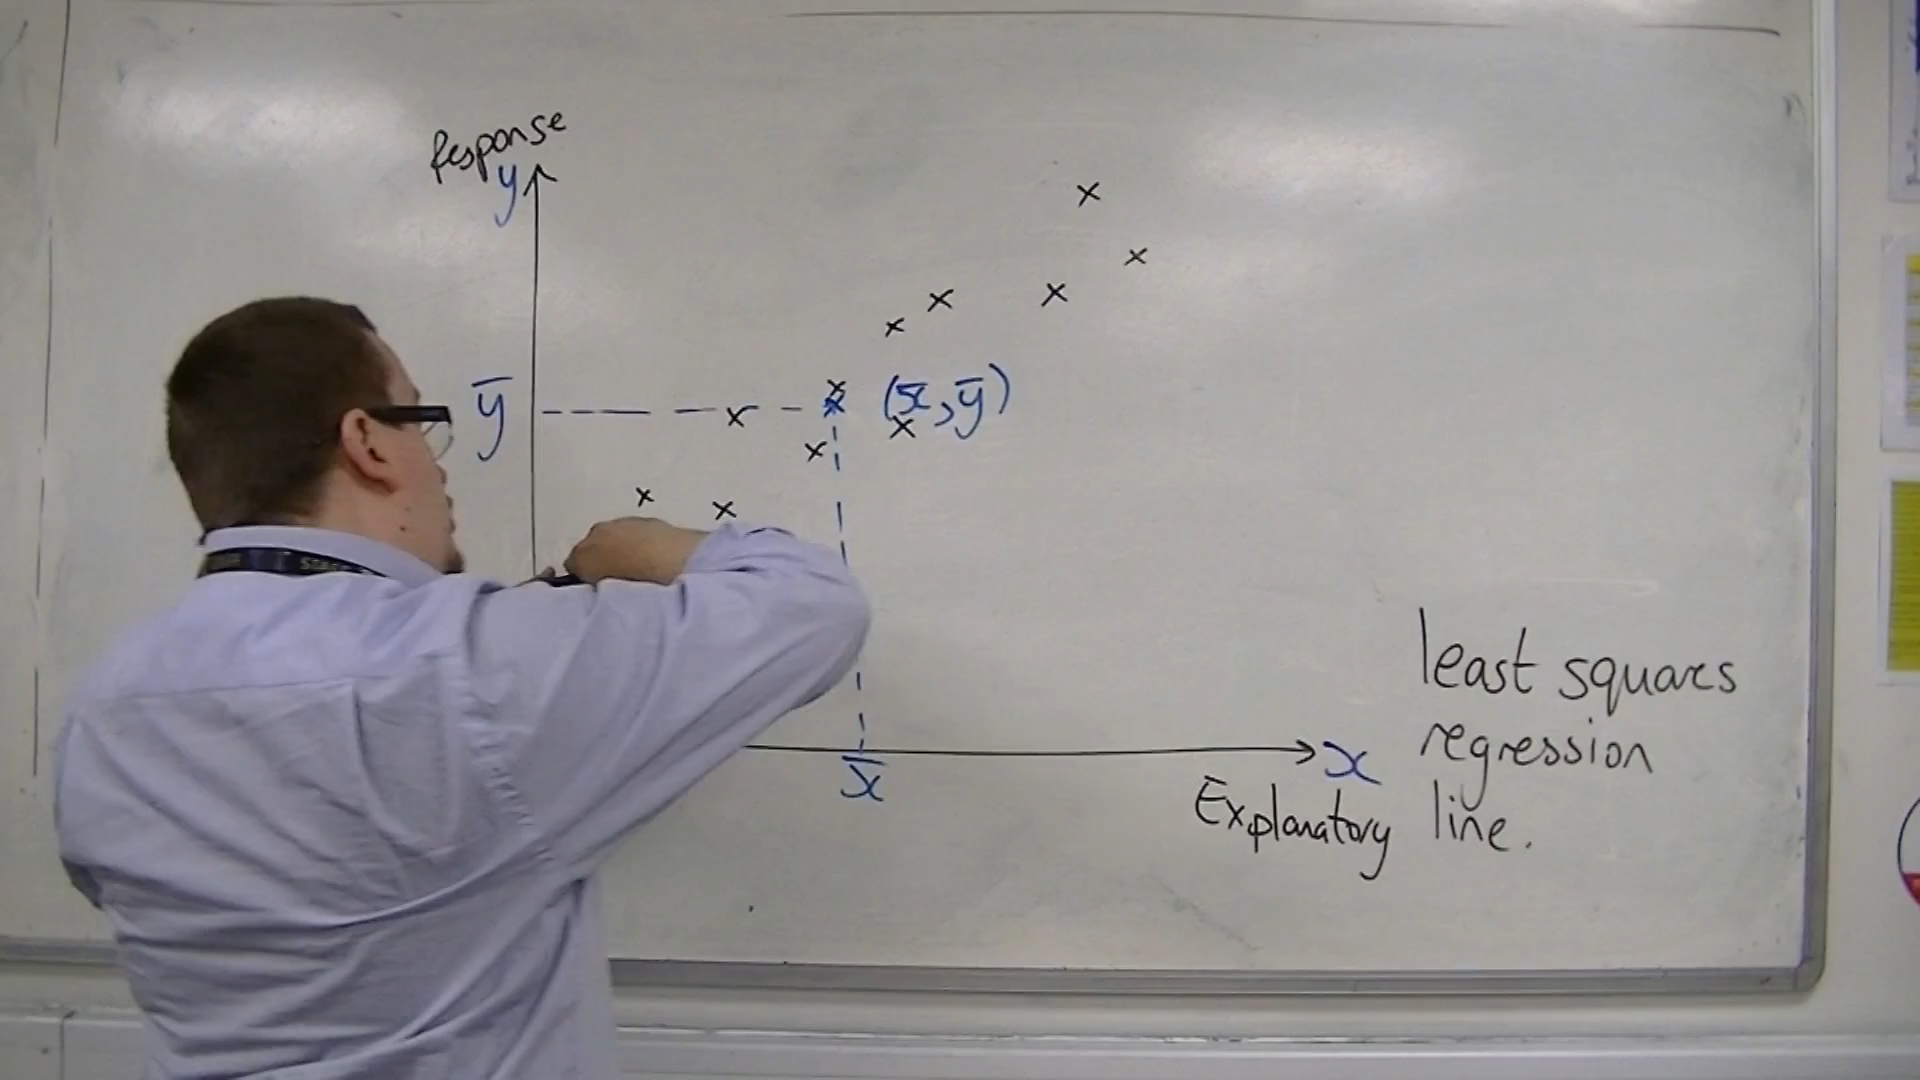 Response
y
ȳ
(x̄, ȳ)
x̄
x
Explanatory
least squares
regression
line.